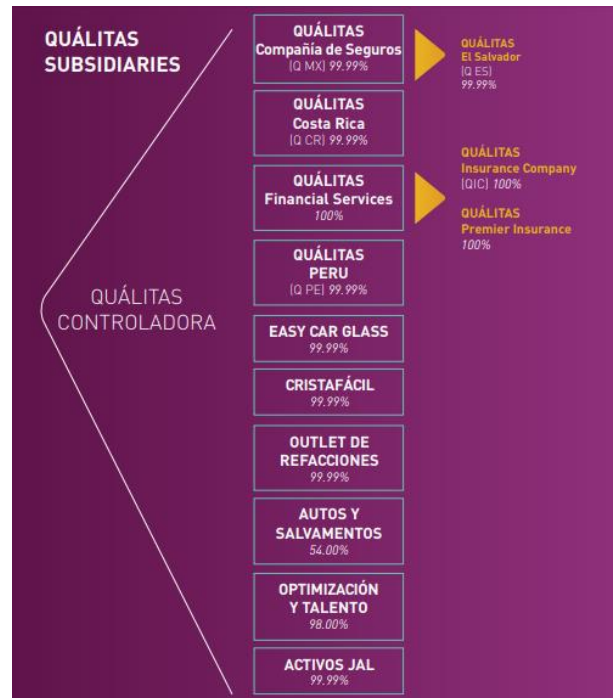 QUÁLITAS
SUBSIDIARIES
QUÁLITAS
CONTROLADORA
QUÁLITAS
Compañía de Seguros
(Q MX) 99.99%
QUÁLITAS
El Salvador
(Q ES)
99.99%
QUÁLITAS
Costa Rica
(Q CR) 99.99%
QUÁLITAS
Financial Services
100%
QUÁLITAS
Insurance Company
(QIC) 100%
QUÁLITAS
Premier Insurance
100%
QUÁLITAS
PERU
(Q PE) 99.99%
EASY CAR GLASS
99.99%
CRISTAFÁCIL
99.99%
OUTLET DE
REFACCIONES
99.99%
AUTOS Y
SALVAMENTOS
54.00%
OPTIMIZACIÓN
Y TALENTO
98.00%
ACTIVOS JAL
99.99%